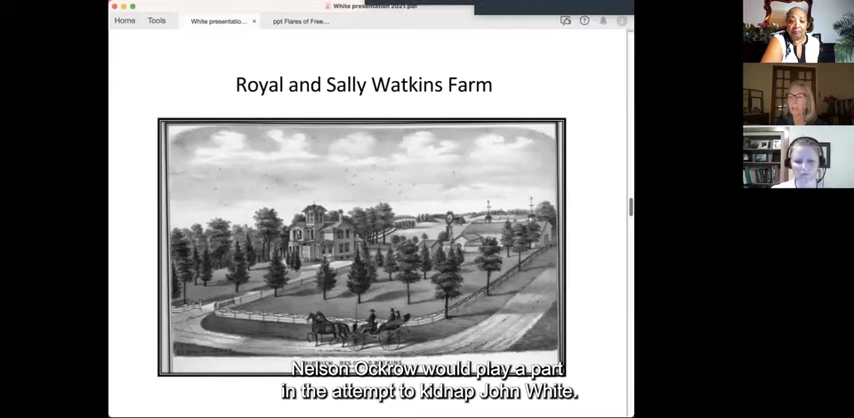 White presentation 2021.pdf
Home
Tools
White presentatio...
×
ppt Flares of Free...
Royal and Sally Watkins Farm
Nelson Ockrow would play a part
in the attempt to kidnap John White.